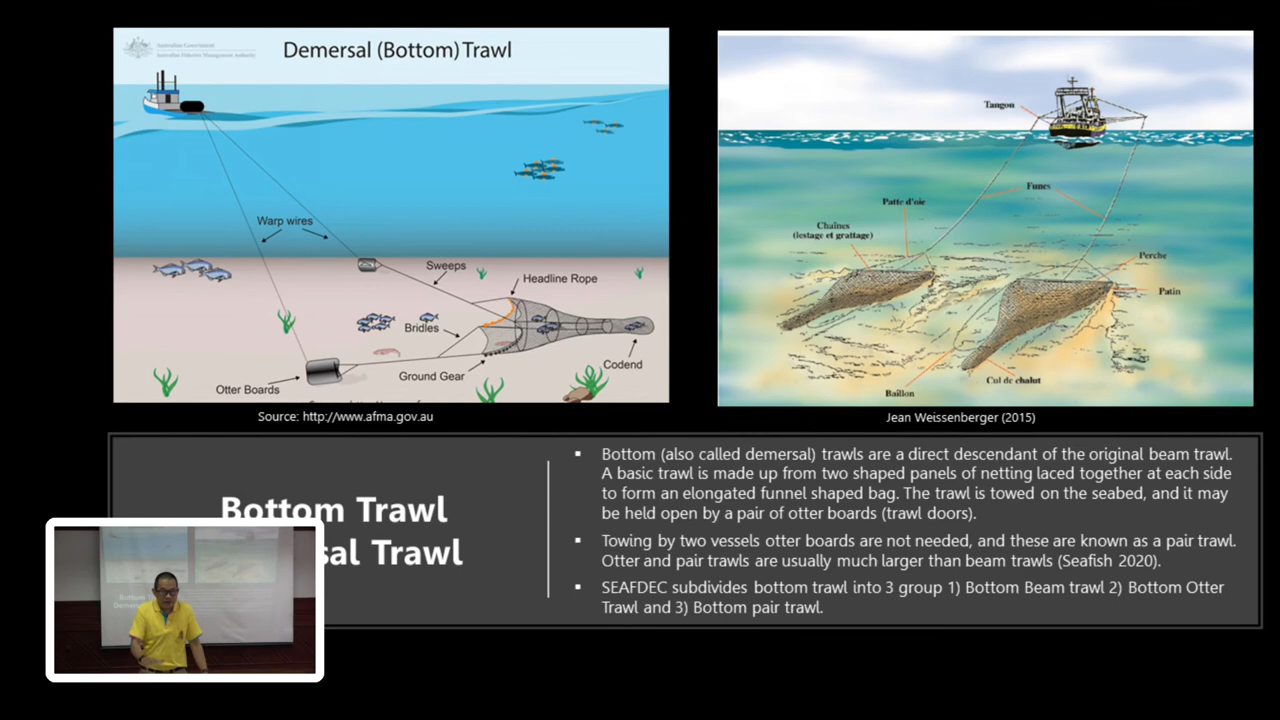 Australian Government
Australian Fisheries Management Authority
Demersal (Bottom) Trawl
Warp wires
Sweeps
Headline Rope
Bridles
Codend
Ground Gear
Otter Boards
Source: http://www.afma.gov.au
Tangon
Funes
Patte d'oie
Chaînes
(lestage et grattage)
Perche
Patin
Cul de chalut
Baillon
Jean Weissenberger (2015)
Bottom Trawl
sal Trawl
▪ Bottom (also called demersal) trawls are a direct descendant of the original beam trawl.
A basic trawl is made up from two shaped panels of netting laced together at each side
to form an elongated funnel shaped bag. The trawl is towed on the seabed, and it may
be held open by a pair of otter boards (trawl doors).
▪ Towing by two vessels otter boards are not needed, and these are known as a pair trawl.
Otter and pair trawls are usually much larger than beam trawls (Seafish 2020).
▪ SEAFDEC subdivides bottom trawl into 3 group 1) Bottom Beam trawl 2) Bottom Otter
Trawl and 3) Bottom pair trawl.